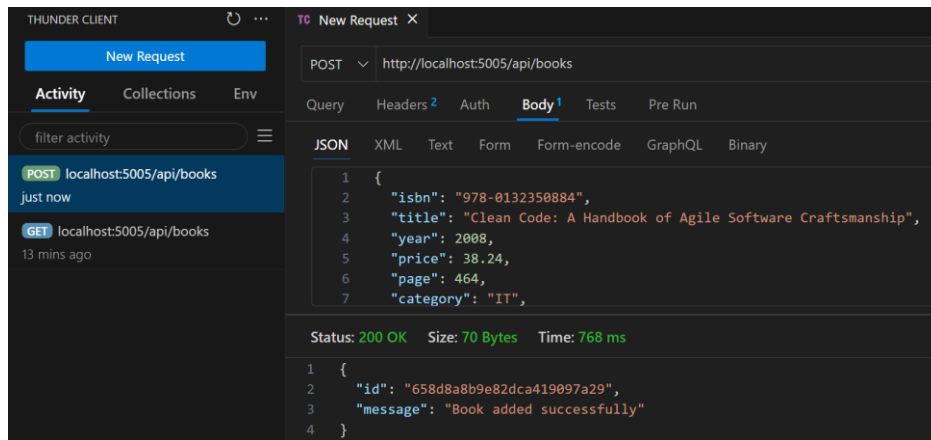 THUNDER CLIENT
New Request
Activity Collections Env
filter activity
POST localhost:5005/api/books
just now
GET localhost:5005/api/books
13 mins ago
TC New Request
POST http://localhost:5005/api/books
Query Headers 2 Auth Body 1 Tests Pre Run
JSON XML Text Form Form-encode GraphQL Binary
1 {
2 "isbn": "978-0132350884",
3 "title": "Clean Code: A Handbook of Agile Software Craftsmanship",
4 "year": 2008,
5 "price": 38.24,
6 "page": 464,
7 "category": "IT",
Status: 200 OK Size: 70 Bytes Time: 768 ms
1 {
2 "id": "658d8a8b9e82dca419097a29",
3 "message": "Book added successfully"
4 }